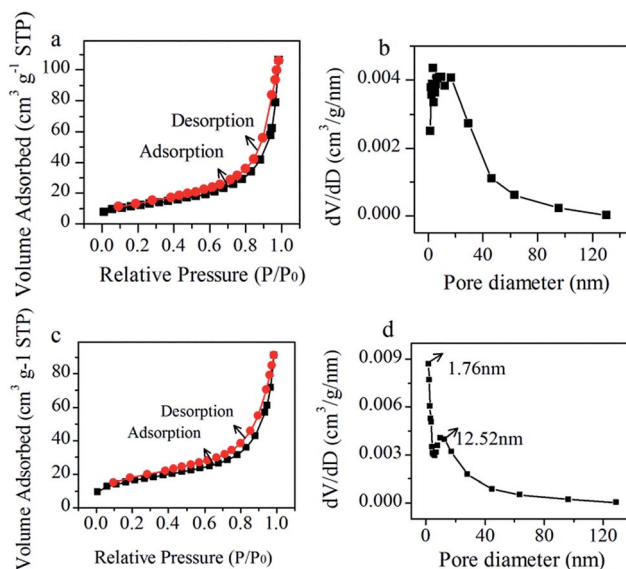 a
Volume Adsorbed (cm³ g⁻¹ STP)
100
80
60
40
20
0
Desorption
Adsorption
0.0 0.2 0.4 0.6 0.8 1.0
Relative Pressure (P/P₀)
b
dV/dD (cm³/g/nm)
0.004
0.002
0.000
0 40 80 120
Pore diameter (nm)
c
Volume Adsorbed (cm³ g-1 STP)
100
80
60
40
20
0
Desorption
Adsorption
0.0 0.2 0.4 0.6 0.8 1.0
Relative Pressure (P/P₀)
d
dV/dD (cm³/g/nm)
0.009
0.006
0.003
0.000
1.76nm
12.52nm
0 40 80 120
Pore diameter (nm)